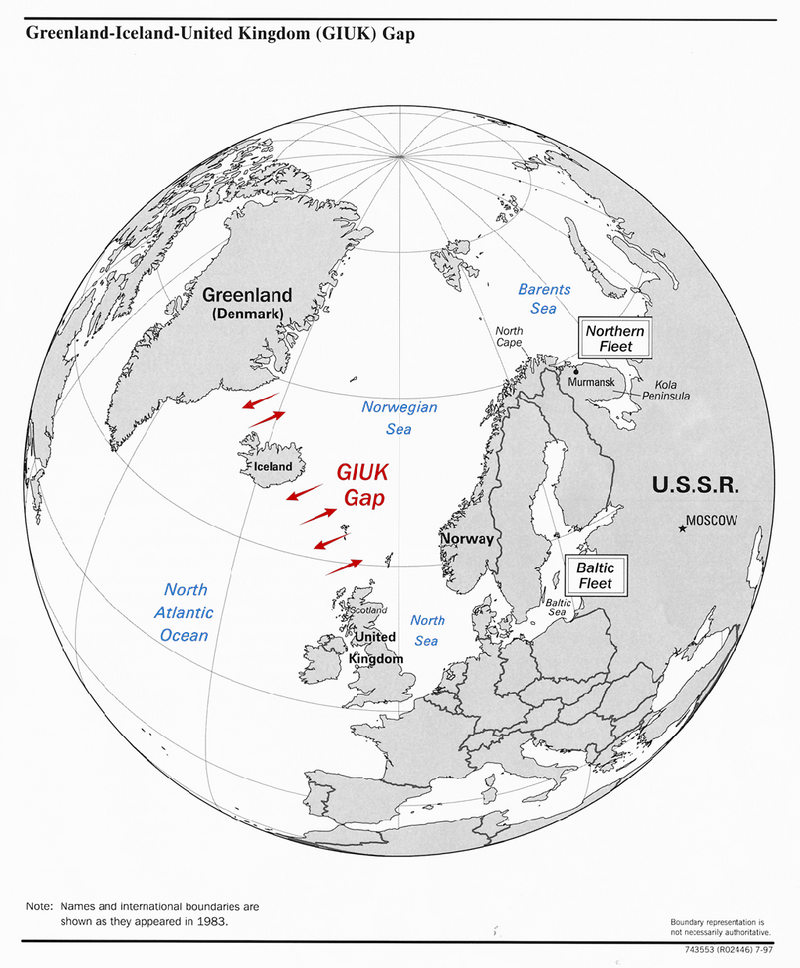 Greenland-Iceland-United Kingdom (GIUK) Gap
Greenland
(Denmark)
Barents
Sea
North
Cape
Northern
Fleet
Murmansk
Kola
Peninsula
Norwegian
Sea
Iceland
GIUK
Gap
U.S.S.R.
MOSCOW
Norway
Baltic
Fleet
Baltic
Sea
North
Atlantic
Ocean
Scotland
North
Sea
United
Kingdom
Note: Names and international boundaries are
shown as they appeared in 1983.
Boundary representation is
not necessarily authoritative.
743553 (R02446) 7-97